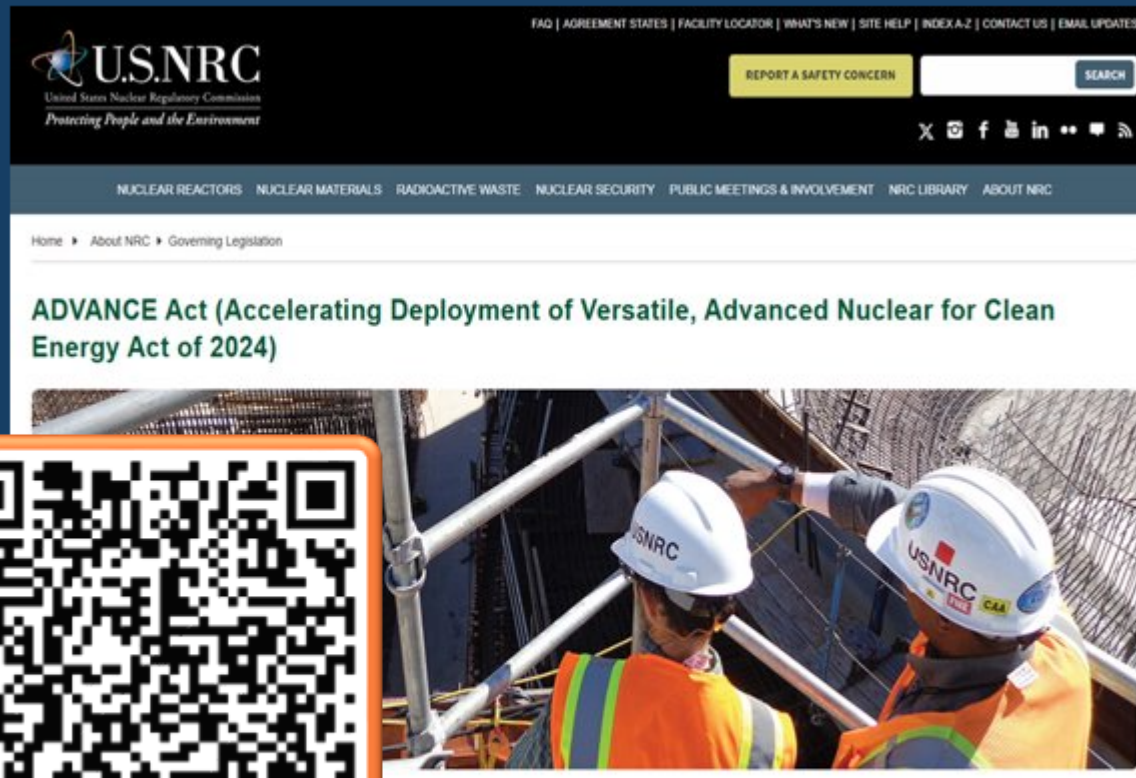 FAQ | AGREEMENT STATES | FACILITY LOCATOR | WHAT'S NEW | SITE HELP | INDEX A-Z | CONTACT US | EMAIL UPDATES
U.S.NRC
United States Nuclear Regulatory Commission
Protecting People and the Environment
REPORT A SAFETY CONCERN
SEARCH
NUCLEAR REACTORS NUCLEAR MATERIALS RADIOACTIVE WASTE NUCLEAR SECURITY PUBLIC MEETINGS & INVOLVEMENT NRC LIBRARY ABOUT NRC
Home About NRC Governing Legislation
ADVANCE Act (Accelerating Deployment of Versatile, Advanced Nuclear for Clean
Energy Act of 2024)
USNRC
USNRC
CAA